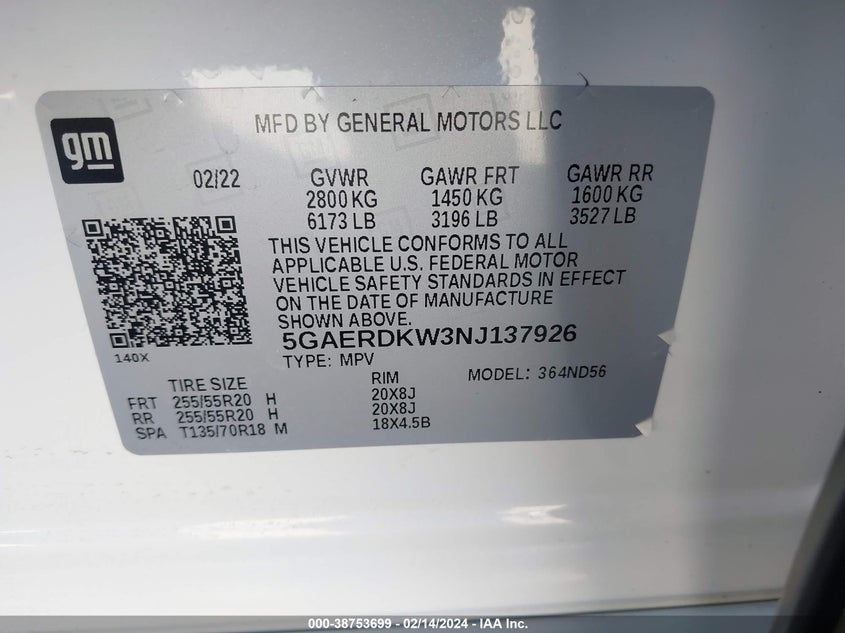 gm
MFD BY GENERAL MOTORS LLC
02/22 GVWR GAWR FRT GAWR RR
2800 KG 1450 KG 1600 KG
6173 LB 3196 LB 3527 LB
THIS VEHICLE CONFORMS TO ALL
APPLICABLE U.S. FEDERAL MOTOR
VEHICLE SAFETY STANDARDS IN EFFECT
ON THE DATE OF MANUFACTURE
SHOWN ABOVE.
5GAERDKW3NJ137926
140X
TYPE: MPV
TIRE SIZE RIM MODEL: 364ND56
FRT 255/55R20 H 20X8J
RR 255/55R20 H 20X8J
SPA T135/70R18 M 18X4.5B
000-38753699 - 02/14/2024 - IAA Inc.